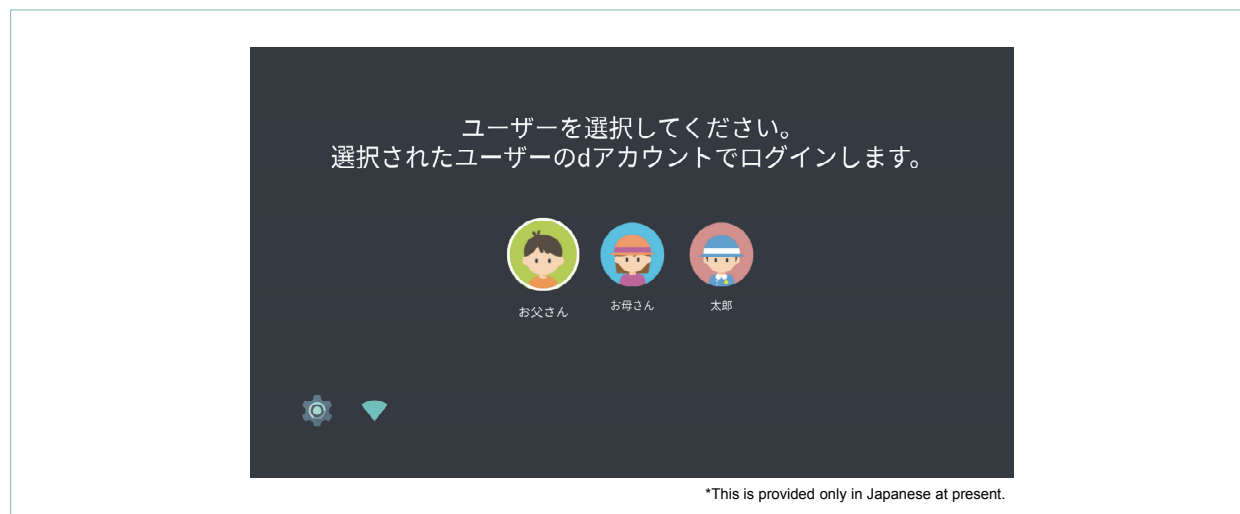 ユーザーを選択してください。
選択されたユーザーのdアカウントでログインします。
お父さん
お母さん
太郎
*This is provided only in Japanese at present.